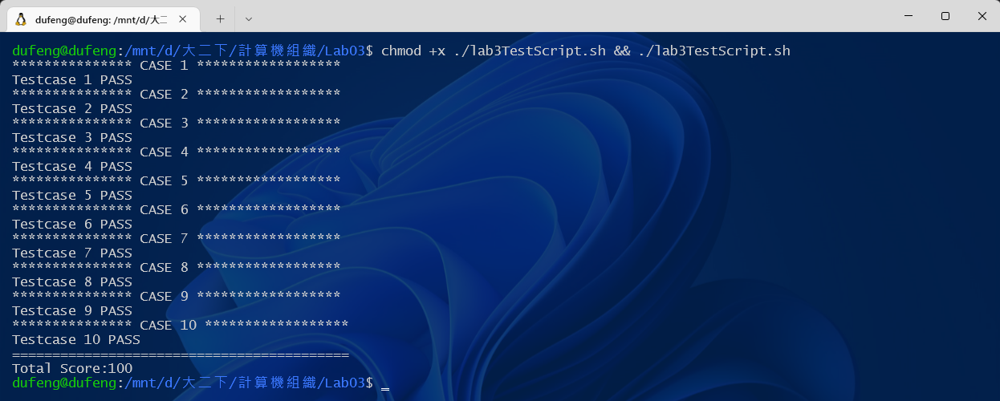 dufeng@dufeng: /mnt/d/大二
dufeng@dufeng:/mnt/d/大二下/計算機組織/Lab03$ chmod +x ./lab3TestScript.sh && ./lab3TestScript.sh
*************** CASE 1 ******************
Testcase 1 PASS
*************** CASE 2 ******************
Testcase 2 PASS
*************** CASE 3 ******************
Testcase 3 PASS
*************** CASE 4 ******************
Testcase 4 PASS
*************** CASE 5 ******************
Testcase 5 PASS
*************** CASE 6 ******************
Testcase 6 PASS
*************** CASE 7 ******************
Testcase 7 PASS
*************** CASE 8 ******************
Testcase 8 PASS
*************** CASE 9 ******************
Testcase 9 PASS
*************** CASE 10 ******************
Testcase 10 PASS
==========================================
Total Score:100
dufeng@dufeng:/mnt/d/大二下/計算機組織/Lab03$